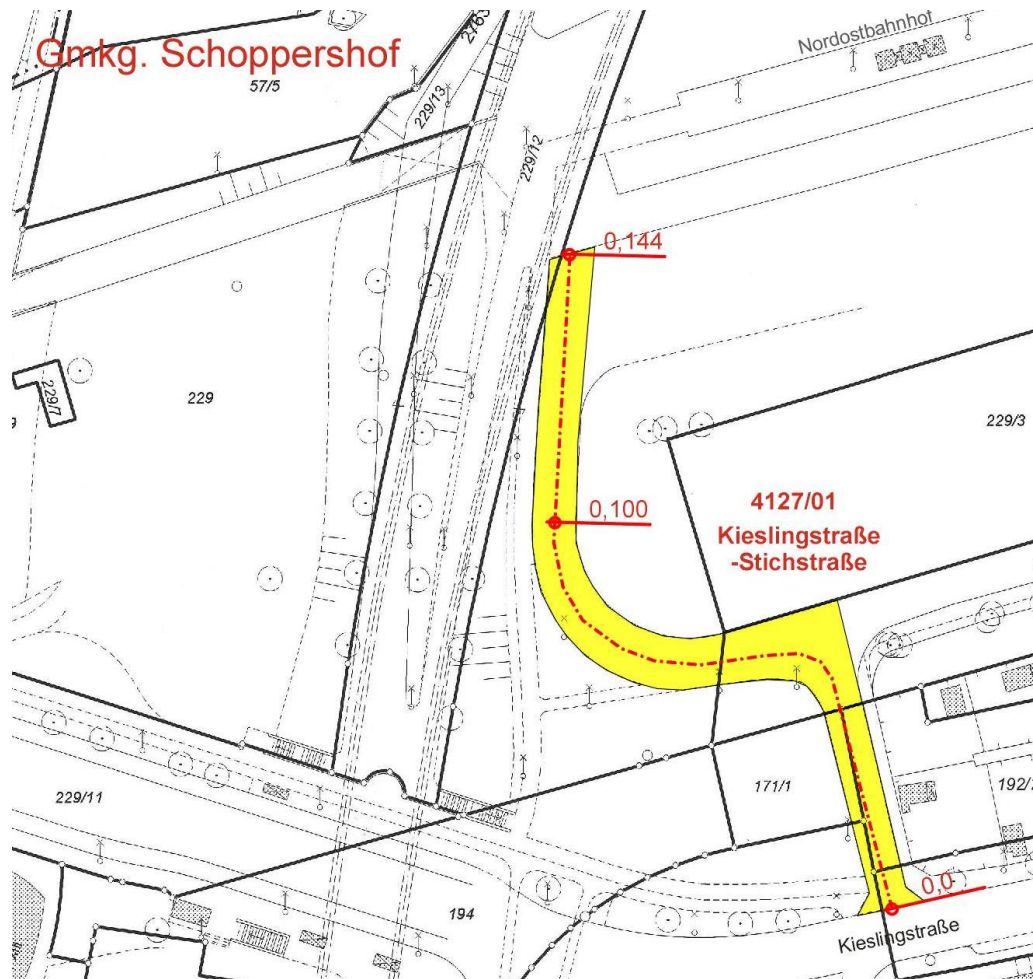 Gmkg. Schoppershof
Nordostbahnhof
57/5
229/13
229/12
0,144
229/7
229
229/3
0,100
4127/01
Kieslingstraße
-Stichstraße
171/1
229/11
194
0,0
Kieslingstraße